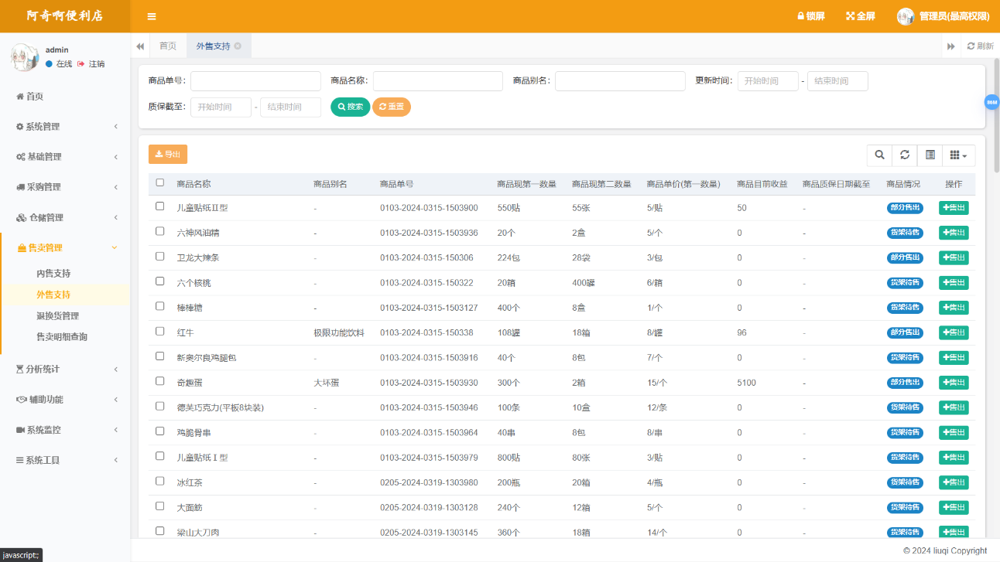 阿奇啊便利店
锁屏 全屏 管理员(最高权限)
admin
在线 注销
首页 外售支持 刷新
首页
系统管理
基础管理
采购管理
仓储管理
售卖管理
内售支持
外售支持
退换货管理
售卖明细查询
分析统计
辅助功能
系统监控
系统工具
商品单号： 商品名称： 商品别名： 更新时间： 开始时间 - 结束时间
质保截至： 开始时间 - 结束时间 搜索 重置
86M
导出
商品名称 商品别名 商品单号 商品现第一数量 商品现第二数量 商品单价(第一数量) 商品目前收益 商品质保日期截至 商品情况 操作
儿童贴纸II型 - 0103-2024-0315-1503900 550贴 55张 5/贴 50 - 部分售出 售出
六神风油精 - 0103-2024-0315-1503936 20个 2盒 5/个 0 - 货架待售 售出
卫龙大辣条 - 0103-2024-0315-150306 224包 28袋 3/包 0 - 货架待售 售出
六个核桃 - 0103-2024-0315-150322 20箱 400罐 6/箱 0 - 货架待售 售出
棒棒糖 - 0103-2024-0315-1503127 400个 8盒 1/个 0 - 货架待售 售出
红牛 极限功能饮料 0103-2024-0315-150338 108罐 18箱 8/罐 96 - 部分售出 售出
新奥尔良鸡腿包 - 0103-2024-0315-1503916 40个 8包 7/个 0 - 货架待售 售出
奇趣蛋 大坏蛋 0103-2024-0315-1503930 300个 2箱 15/个 5100 - 部分售出 售出
德芙巧克力(平板8块装) - 0103-2024-0315-1503946 100条 10盒 12/条 0 - 货架待售 售出
鸡脆骨串 - 0103-2024-0315-1503964 40串 8包 8/串 0 - 货架待售 售出
儿童贴纸 I 型 - 0103-2024-0315-1503979 800贴 80张 3/贴 0 - 货架待售 售出
冰红茶 - 0205-2024-0319-1303980 200瓶 20箱 4/瓶 0 - 货架待售 售出
大面筋 - 0205-2024-0319-1303128 240个 12箱 5/个 0 - 货架待售 售出
梁山大刀肉 - 0205-2024-0319-1303145 360个 18箱 14/个 0 - 货架待售 售出
© 2024 liuqi Copyright
javascript:;